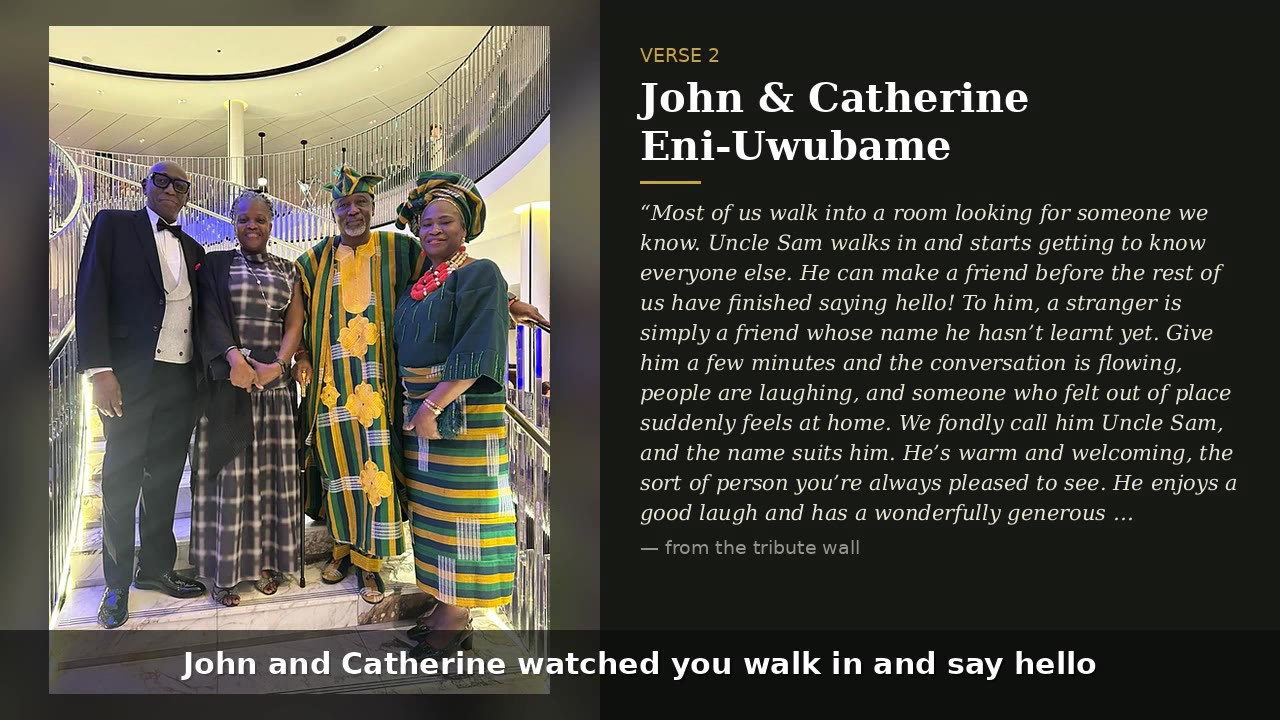 VERSE 2
John & Catherine
Eni-Uwubame
“Most of us walk into a room looking for someone we
know. Uncle Sam walks in and starts getting to know
everyone else. He can make a friend before the rest of
us have finished saying hello! To him, a stranger is
simply a friend whose name he hasn’t learnt yet. Give
him a few minutes and the conversation is flowing,
people are laughing, and someone who felt out of place
suddenly feels at home. We fondly call him Uncle Sam,
and the name suits him. He’s warm and welcoming, the
sort of person you’re always pleased to see. He enjoys a
good laugh and has a wonderfully generous …
— from the tribute wall
John and Catherine watched you walk in and say hello